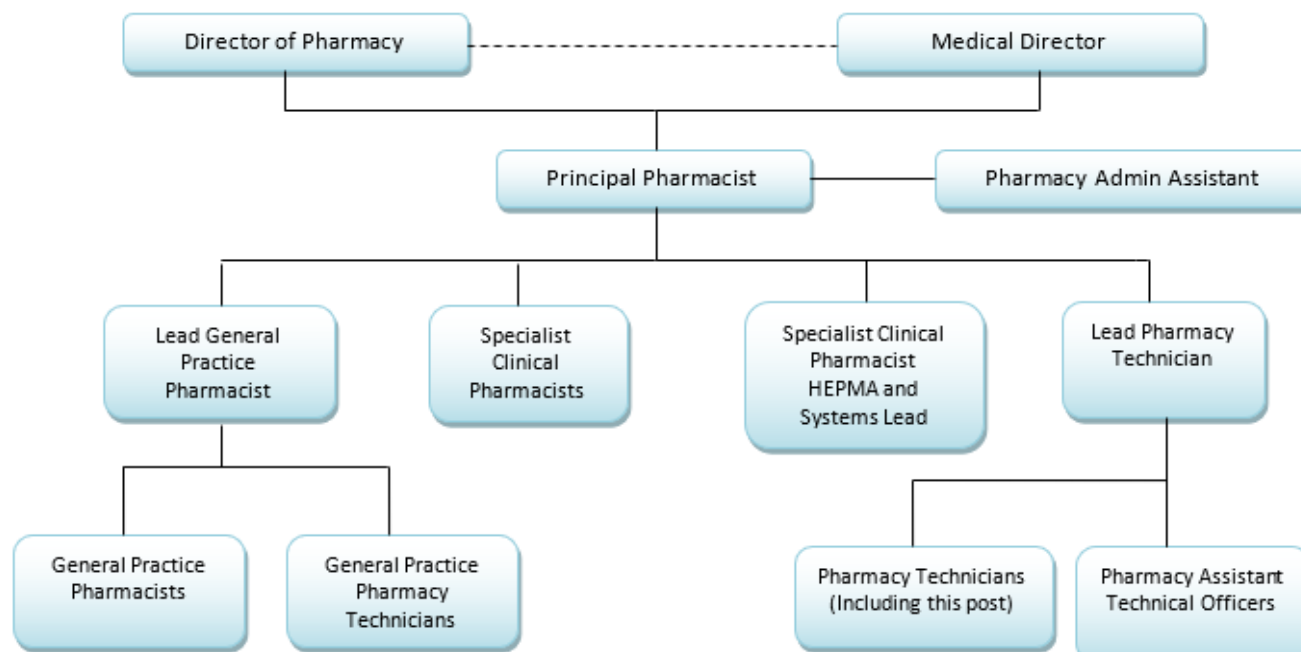 Director of Pharmacy
Medical Director
Principal Pharmacist
Pharmacy Admin Assistant
Lead General
Practice
Pharmacist
Specialist
Clinical
Pharmacists
Specialist Clinical
Pharmacist
HEPMA and
Systems Lead
Lead Pharmacy
Technician
General Practice
Pharmacists
General Practice
Pharmacy
Technicians
Pharmacy Technicians
(Including this post)
Pharmacy Assistant
Technical Officers